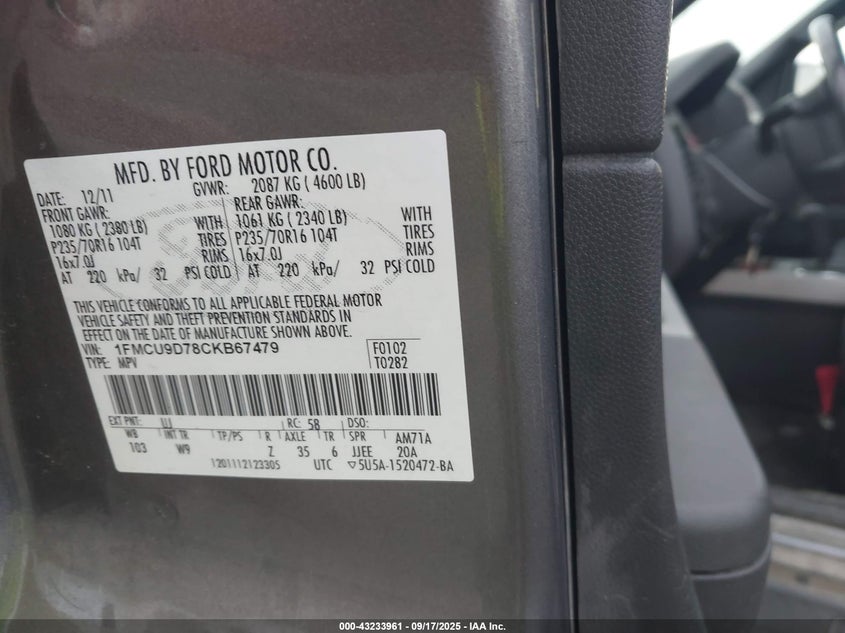 MFD. BY FORD MOTOR CO.
DATE: 12/11 GVWR: 2087 KG ( 4600 LB)
FRONT GAWR: REAR GAWR:
1080 KG ( 2380 LB) WITH 1061 KG ( 2340 LB) WITH
P235/70R16 104T TIRES P235/70R16 104T TIRES
16x7.0J RIMS 16x7.0J RIMS
AT 220 kPa/ 32 PSI COLD AT 220 kPa/ 32 PSI COLD
THIS VEHICLE CONFORMS TO ALL APPLICABLE FEDERAL MOTOR
VEHICLE SAFETY AND THEFT PREVENTION STANDARDS IN
EFFECT ON THE DATE OF MANUFACTURE SHOWN ABOVE.
VIN: 1FMCU9D78CKB67479 F0102
TYPE: MPV T0282
EXT PNT: UJ RC: 58 DSO:
WB INT TR TP/PS R AXLE TR SPR AM71A
103 W9 Z 35 6 JJEE 20A
1201112123305 UTC ▽5U5A-1520472-BA
000-43233961 - 09/17/2025 - IAA Inc.